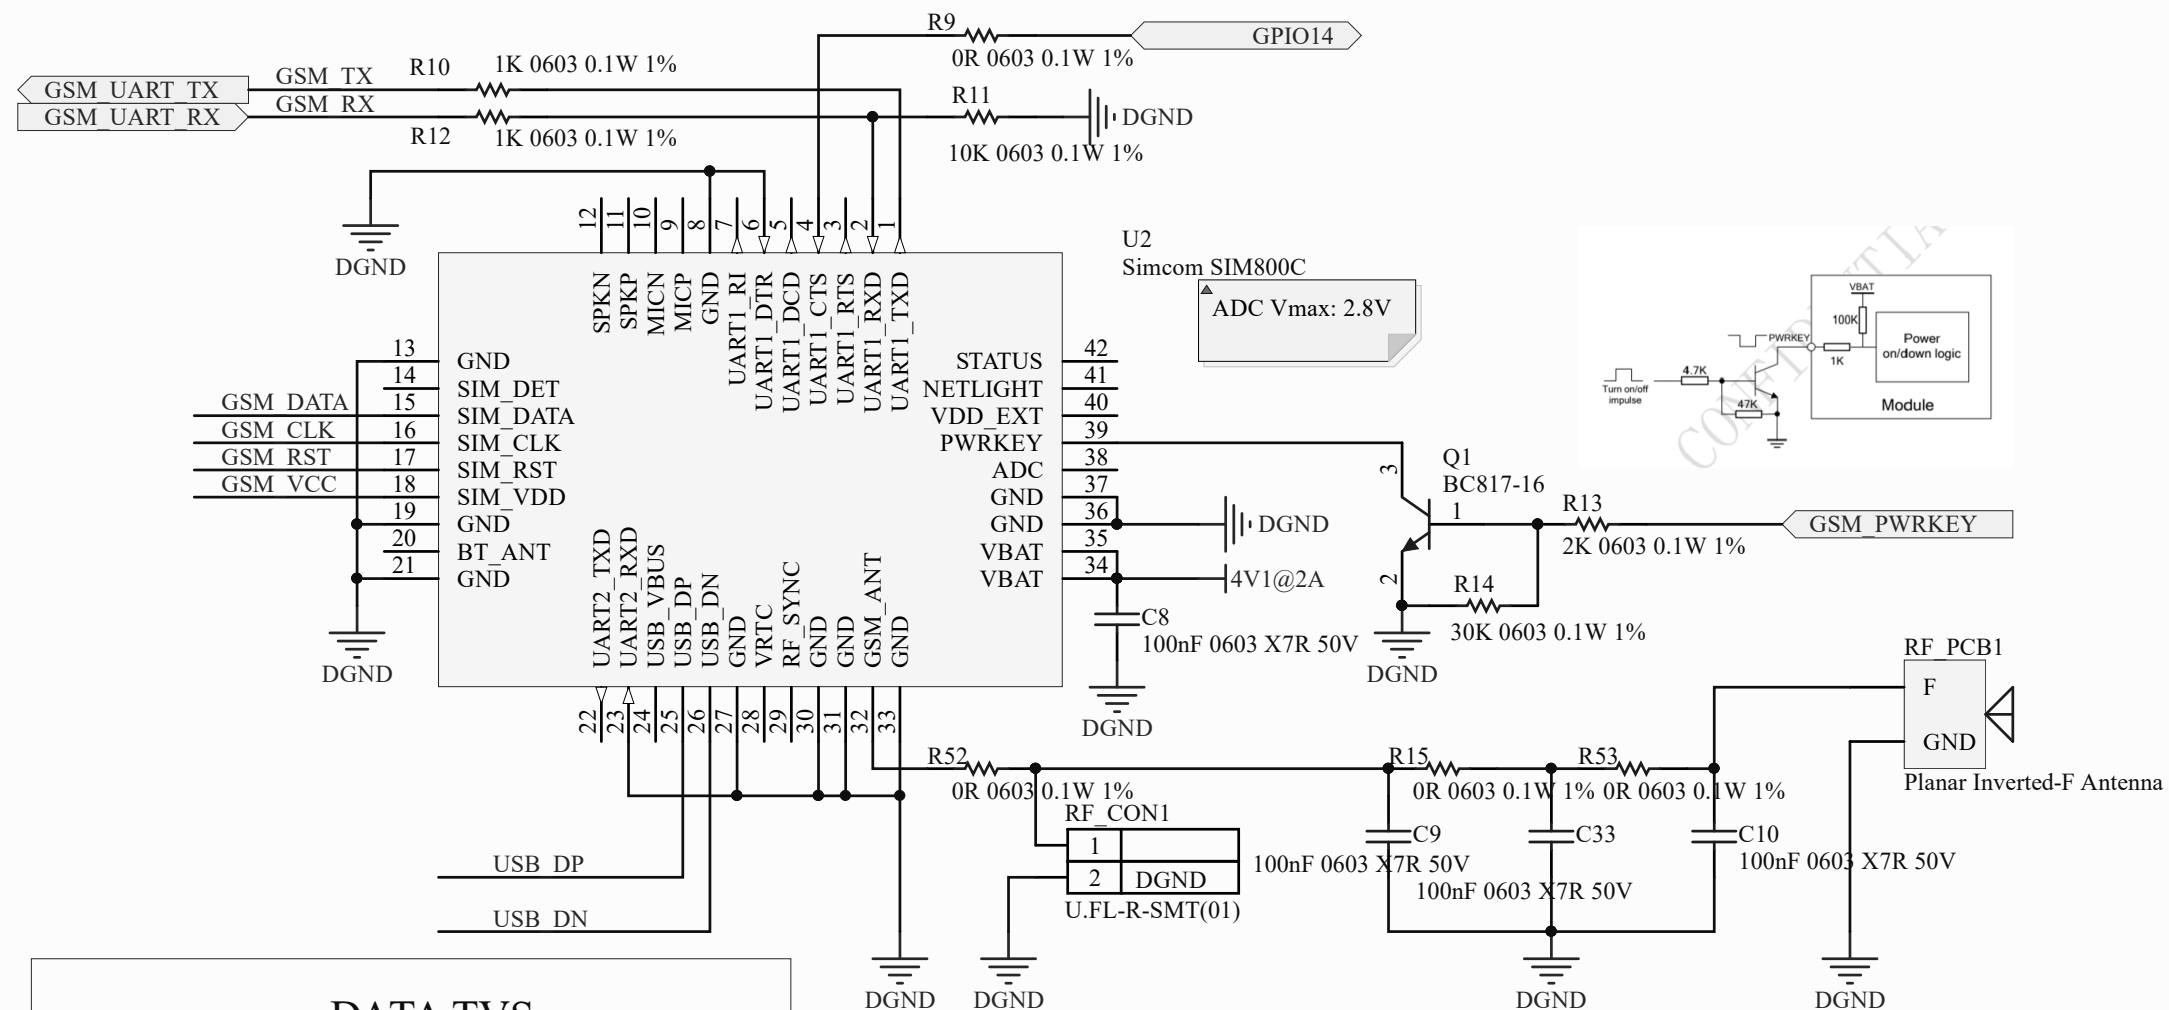 R9
GPIO14
0R 0603 0.1W 1%
R10
1K 0603 0.1W 1%
GSM_TX
GSM_UART_TX
GSM_RX
GSM_UART_RX
R12
1K 0603 0.1W 1%
R11
DGND
10K 0603 0.1W 1%
DGND
12
11
10
9
8
7
6
5
4
3
2
1
SPKN
SPKP
MICN
MICP
GND
UART1_RI
UART1_DTR
UART1_DCD
UART1_CTS
UART1_RTS
UART1_RXD
UART1_TXD
U2
Simcom SIM800C
ADC Vmax: 2.8V
13 GND
14 SIM_DET
GSM_DATA 15 SIM_DATA
GSM_CLK 16 SIM_CLK
GSM_RST 17 SIM_RST
GSM_VCC 18 SIM_VDD
19 GND
20 BT_ANT
21 GND
DGND
STATUS 42
NETLIGHT 41
VDD_EXT 40
PWRKEY 39
ADC 38
GND 37
GND 36
DGND
VBAT 35
VBAT 34
4V1@2A
C8
100nF 0603 X7R 50V
DGND
UART2_TXD
UART2_RXD
USB_VBUS
USB_DP
USB_DN
GND
VRTC
RF_SYNC
GND
GND
GSM_ANT
GND
22
23
24
25
26
27
28
29
30
31
32
33
CONFIDENTIA
VBAT
100K
PWRKEY
1K
Power
on/down logic
Module
4.7K
Turn on/off
impulse
47K
3
Q1
BC817-16
1
2
R13
2K 0603 0.1W 1%
GSM_PWRKEY
R14
30K 0603 0.1W 1%
DGND
RF_PCB1
F
GND
Planar Inverted-F Antenna
R52
0R 0603 0.1W 1%
R15
0R 0603 0.1W 1%
R53
0R 0603 0.1W 1%
RF_CON1
1
2 DGND
U.FL-R-SMT(01)
C9
100nF 0603 X7R 50V
C33
100nF 0603 X7R 50V
C10
100nF 0603 X7R 50V
USB_DP
USB_DN
DGND
DGND
DGND
DGND
DATA TVS